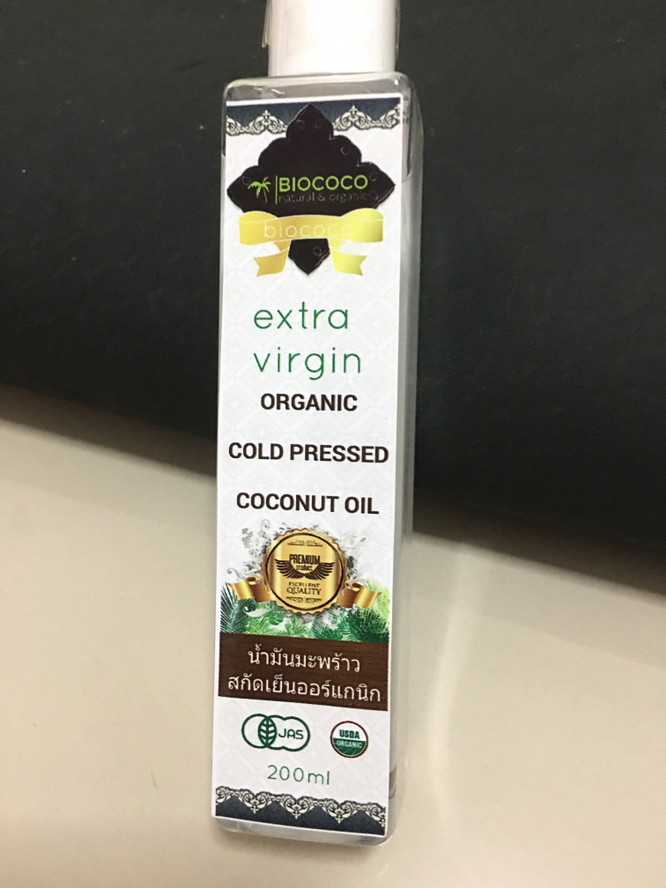 BIOCOCO
natural & organic
biococo
extra
virgin
ORGANIC
COLD PRESSED
COCONUT OIL
PREMIUM
product
EXCELLENT
QUALITY
น้ำมันมะพร้าว
สกัดเย็นออร์แกนิก
JAS
USDA
ORGANIC
200ml